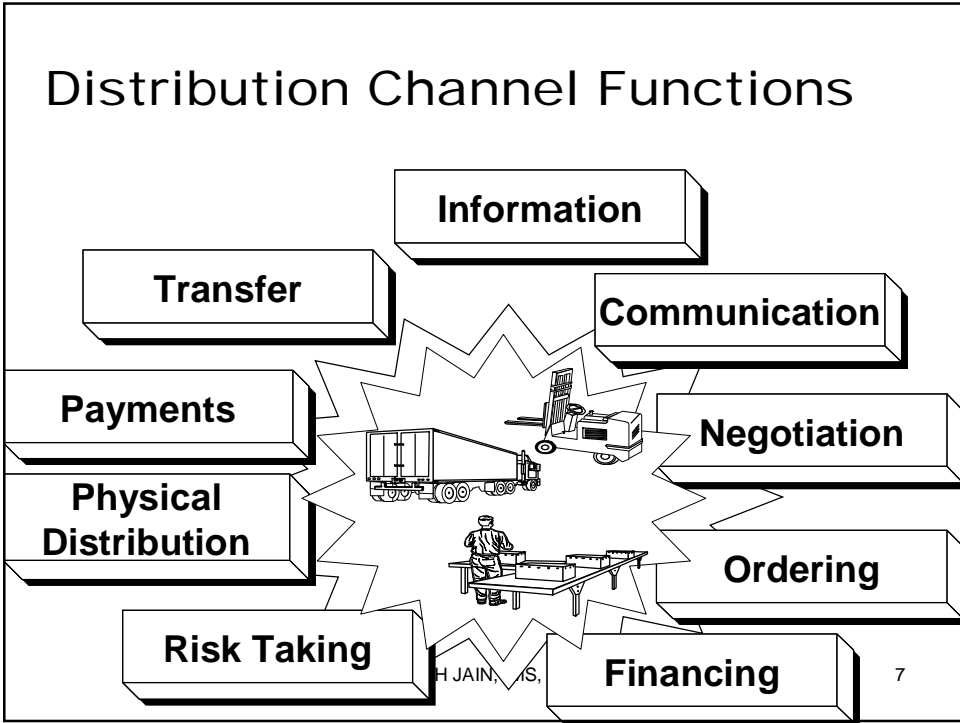 Distribution Channel Functions
Information
Transfer
Communication
Payments
Negotiation
Physical
Distribution
Ordering
Risk Taking
Financing
H JAIN,
7